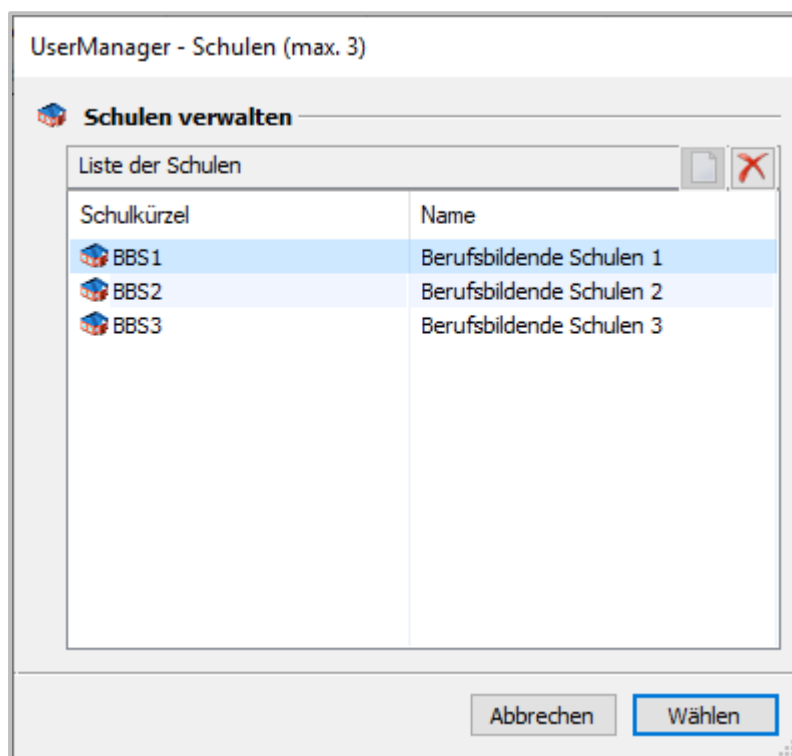 UserManager - Schulen (max. 3)
Schulen verwalten
Liste der Schulen
Schulkürzel Name
BBS1 Berufsbildende Schulen 1
BBS2 Berufsbildende Schulen 2
BBS3 Berufsbildende Schulen 3
Abbrechen Wählen